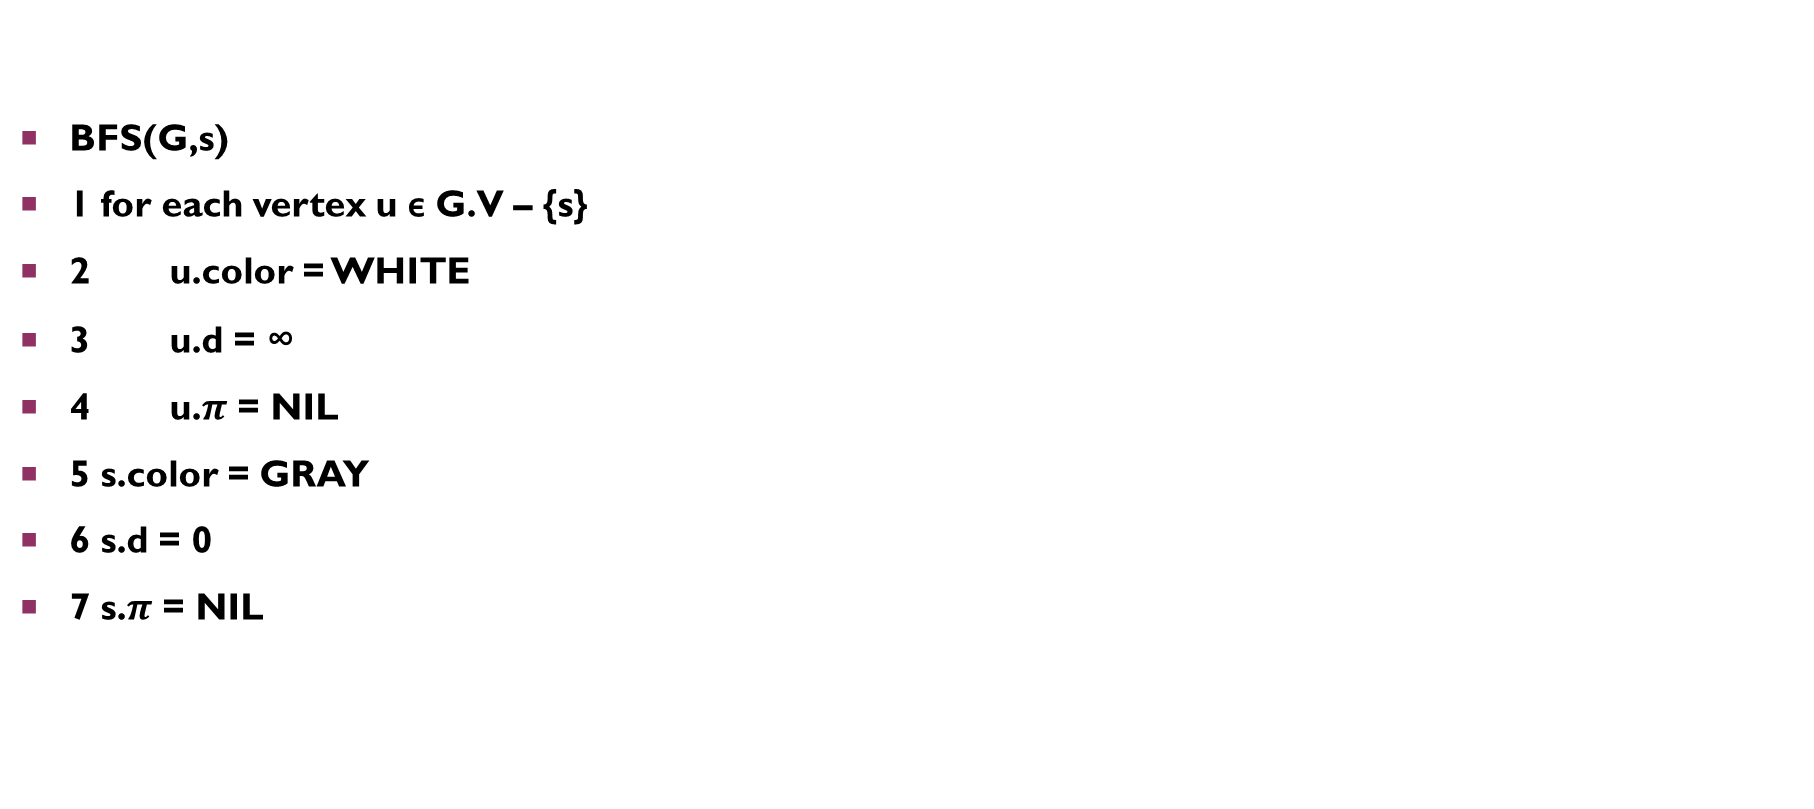 ▪ BFS(G,s)
▪ 1 for each vertex u ϵ G.V – {s}
▪ 2 u.color = WHITE
▪ 3 u.d = ∞
▪ 4 u.𝜋 = NIL
▪ 5 s.color = GRAY
▪ 6 s.d = 0
▪ 7 s.𝜋 = NIL